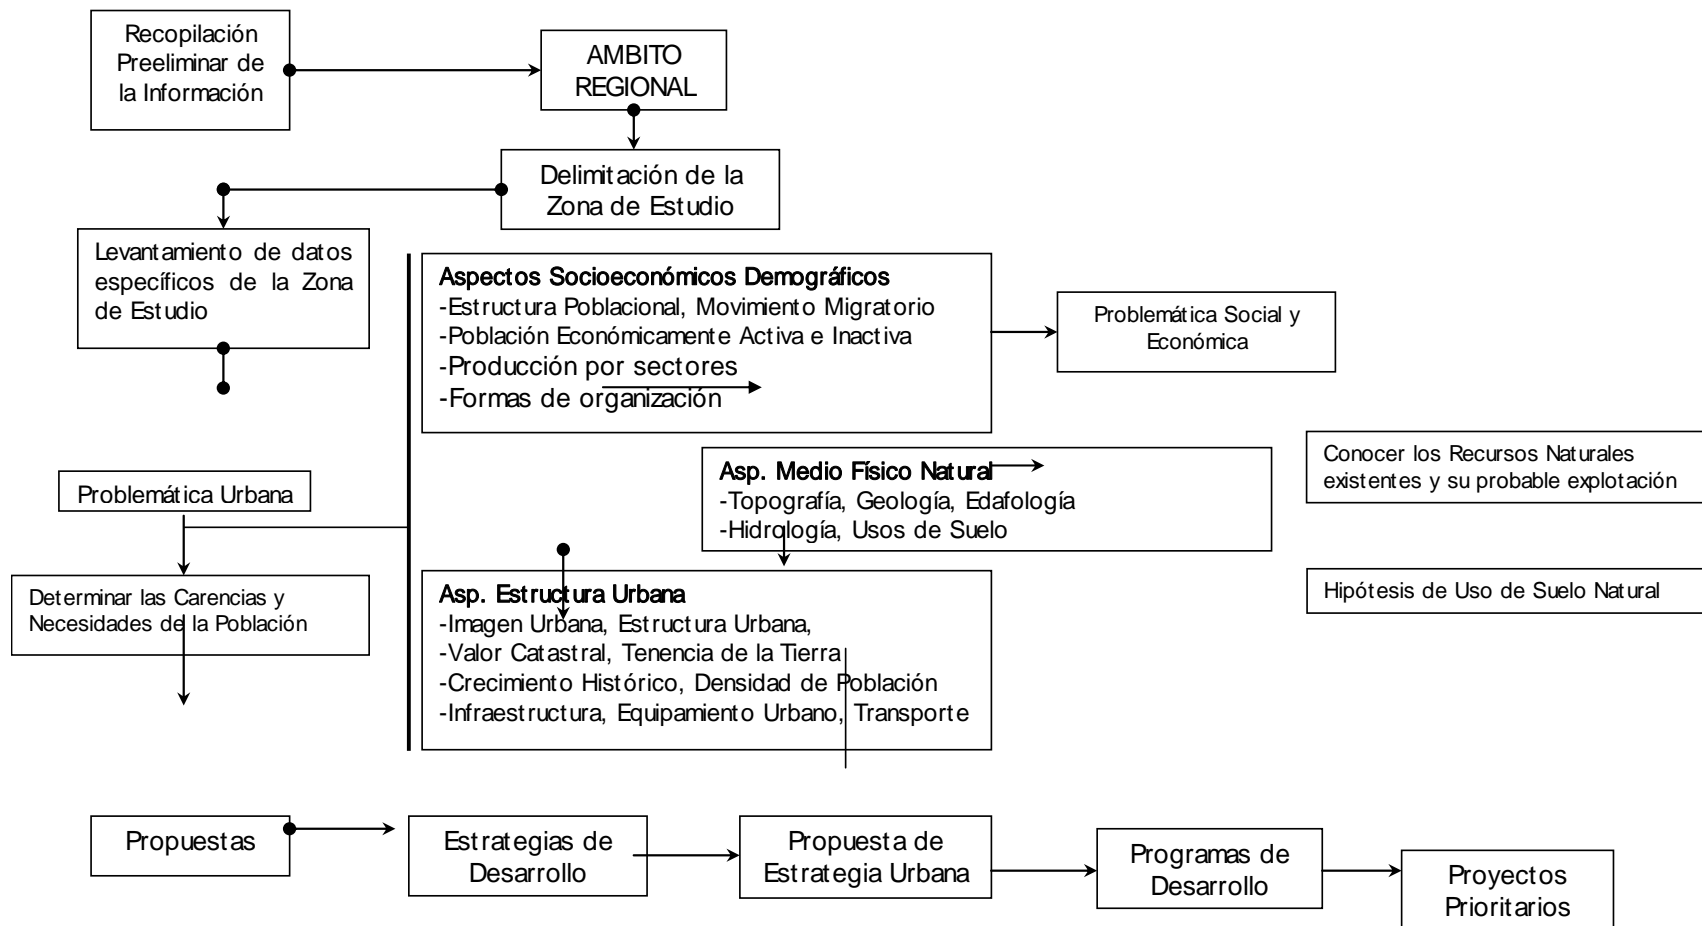 Recopilación
Preeliminar de
la Información
AMBITO
REGIONAL
Delimitación de la
Zona de Estudio
Levantamiento de datos
específicos de la Zona
de Estudio
Aspectos Socioeconómicos Demográficos
-Estructura Poblacional, Movimiento Migratorio
-Población Económicamente Activa e Inactiva
-Producción por sectores
-Formas de organización
Problemática Social y
Económica
Asp. Medio Físico Natural
-Topografía, Geología, Edafología
-Hidrología, Usos de Suelo
Conocer los Recursos Naturales
existentes y su probable explotación
Problemática Urbana
Hipótesis de Uso de Suelo Natural
Determinar las Carencias y
Necesidades de la Población
Asp. Estructura Urbana
-Imagen Urbana, Estructura Urbana,
-Valor Catastral, Tenencia de la Tierra
-Crecimiento Histórico, Densidad de Población
-Infraestructura, Equipamiento Urbano, Transporte
Propuestas
Estrategias de
Desarrollo
Propuesta de
Estrategia Urbana
Programas de
Desarrollo
Proyectos
Prioritarios